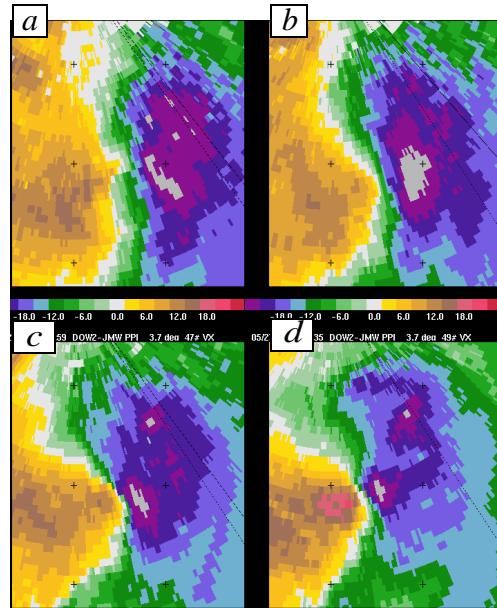 a b
-18.0 -12.0 -6.0 0.0 6.0 12.0 18.0 -18.0 -12.0 -6.0 0.0 6.0 12.0 18.0
c :59 DOW2-JMW PPI 3.7 deg 47# VX 05/2 d 35 DOW2-JMW PPI 3.7 deg 49# VX